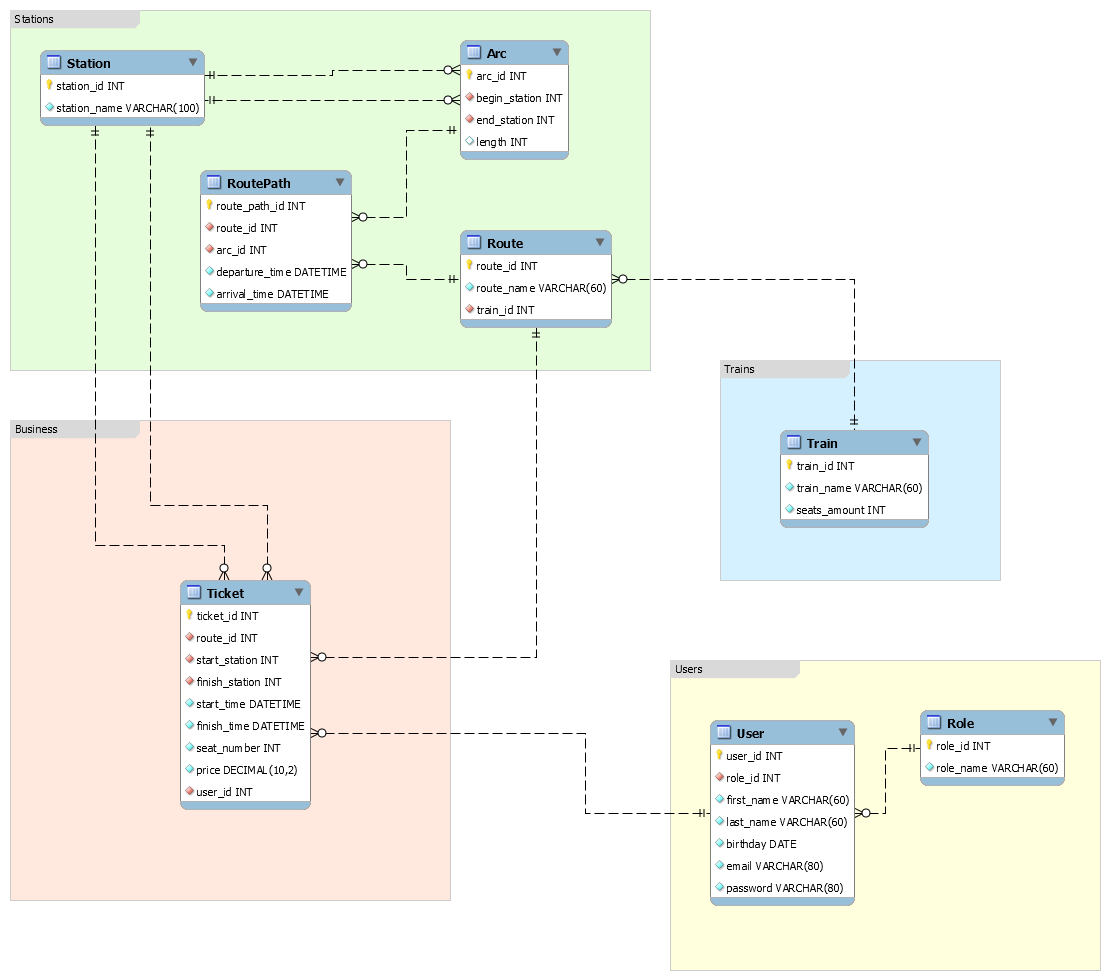 Stations
Station
station_id INT
station_name VARCHAR(100)
Arc
arc_id INT
begin_station INT
end_station INT
length INT
RoutePath
route_path_id INT
route_id INT
arc_id INT
departure_time DATETIME
arrival_time DATETIME
Route
route_id INT
route_name VARCHAR(60)
train_id INT
Trains
Train
train_id INT
train_name VARCHAR(60)
seats_amount INT
Business
Ticket
ticket_id INT
route_id INT
start_station INT
finish_station INT
start_time DATETIME
finish_time DATETIME
seat_number INT
price DECIMAL(10,2)
user_id INT
Users
User
user_id INT
role_id INT
first_name VARCHAR(60)
last_name VARCHAR(60)
birthday DATE
email VARCHAR(80)
password VARCHAR(80)
Role
role_id INT
role_name VARCHAR(60)